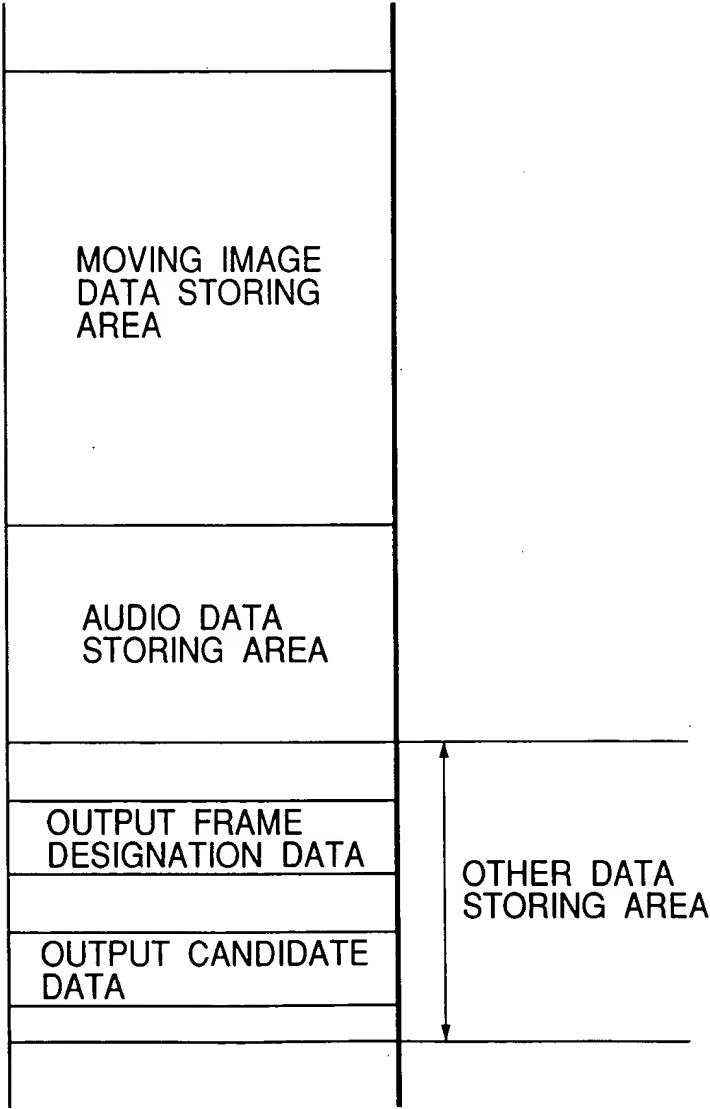 MOVING IMAGE
DATA STORING
AREA
AUDIO DATA
STORING AREA
OUTPUT FRAME
DESIGNATION DATA
OTHER DATA
STORING AREA
OUTPUT CANDIDATE
DATA